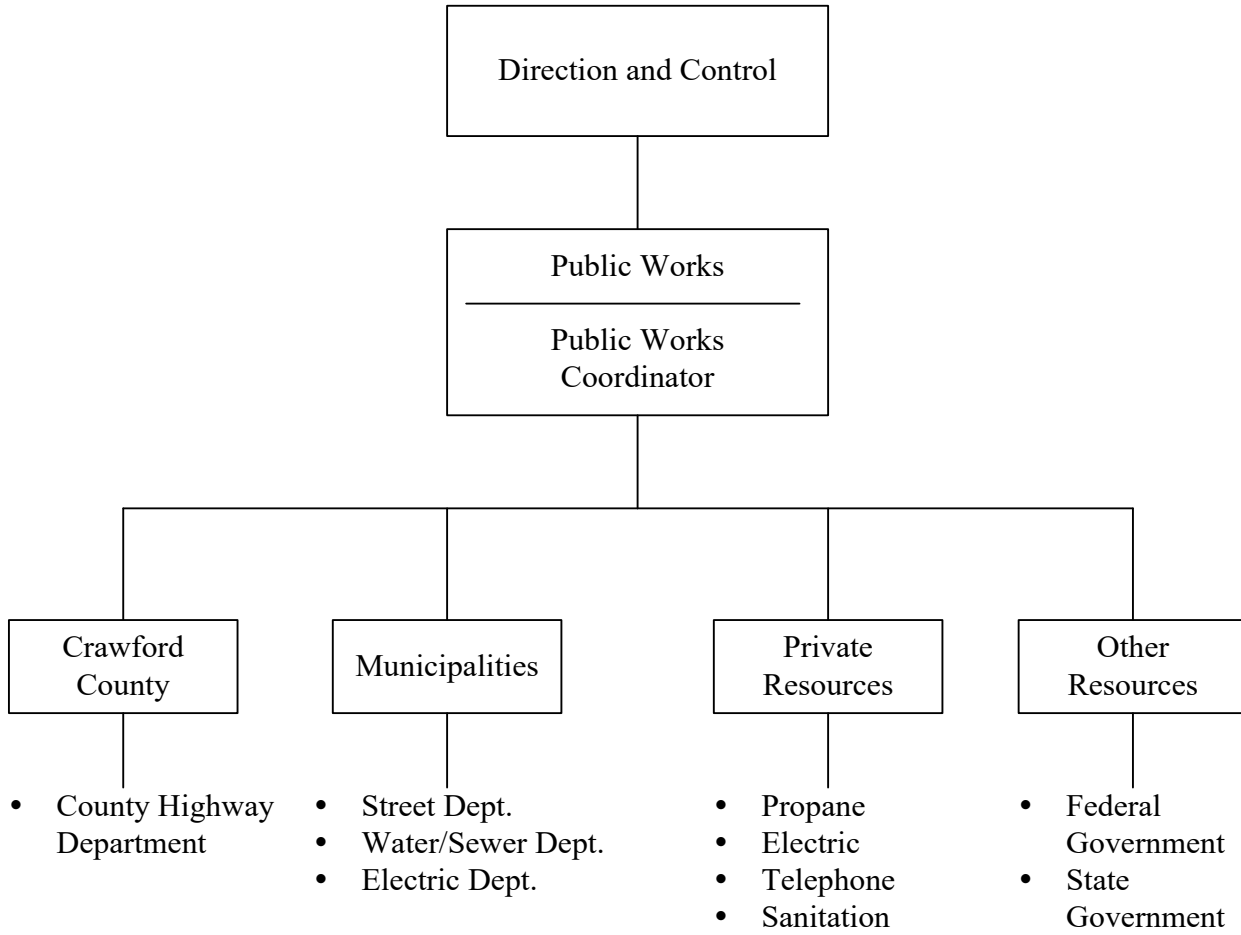 Direction and Control
Public Works
Public Works
Coordinator
Crawford
County
Municipalities
Private
Resources
Other
Resources
• County Highway
Department
• Street Dept.
• Water/Sewer Dept.
• Electric Dept.
• Propane
• Electric
• Telephone
• Sanitation
• Federal
Government
• State
Government